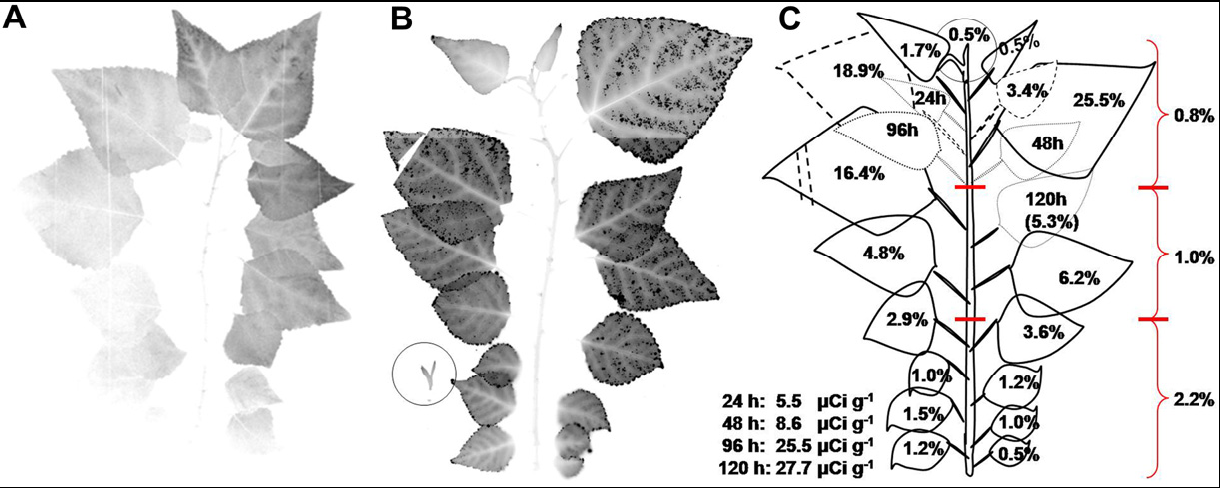 A
B
C
0.5%
0.5%
1.7%
18.9%
24h
3.4%
25.5%
0.8%
96h
48h
16.4%
120h
(5.3%)
4.8%
6.2%
1.0%
2.9%
3.6%
1.0%
1.2%
2.2%
1.5%
1.0%
1.2%
0.5%
24 h: 5.5 µCi g⁻¹
48 h: 8.6 µCi g⁻¹
96 h: 25.5 µCi g⁻¹
120 h: 27.7 µCi g⁻¹